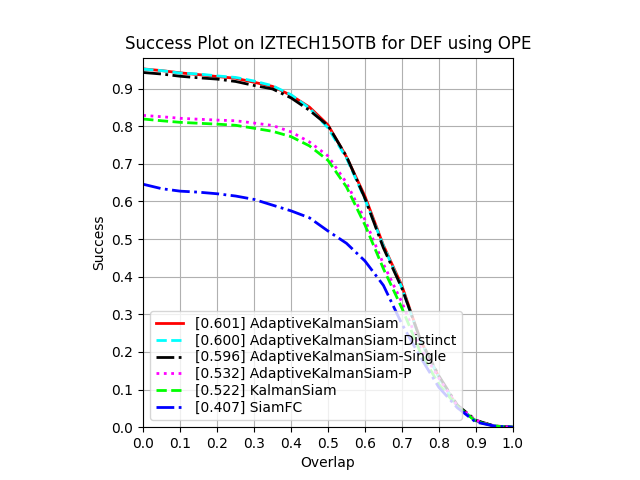 Success Plot on IZTECH15OTB for DEF using OPE
Success
0.9
0.8
0.7
0.6
0.5
0.4
0.3
0.2
0.1
0.0
[0.601] AdaptiveKalmanSiam
[0.600] AdaptiveKalmanSiam-Distinct
[0.596] AdaptiveKalmanSiam-Single
[0.532] AdaptiveKalmanSiam-P
[0.522] KalmanSiam
[0.407] SiamFC
0.0 0.1 0.2 0.3 0.4 0.5 0.6 0.7 0.8 0.9 1.0
Overlap